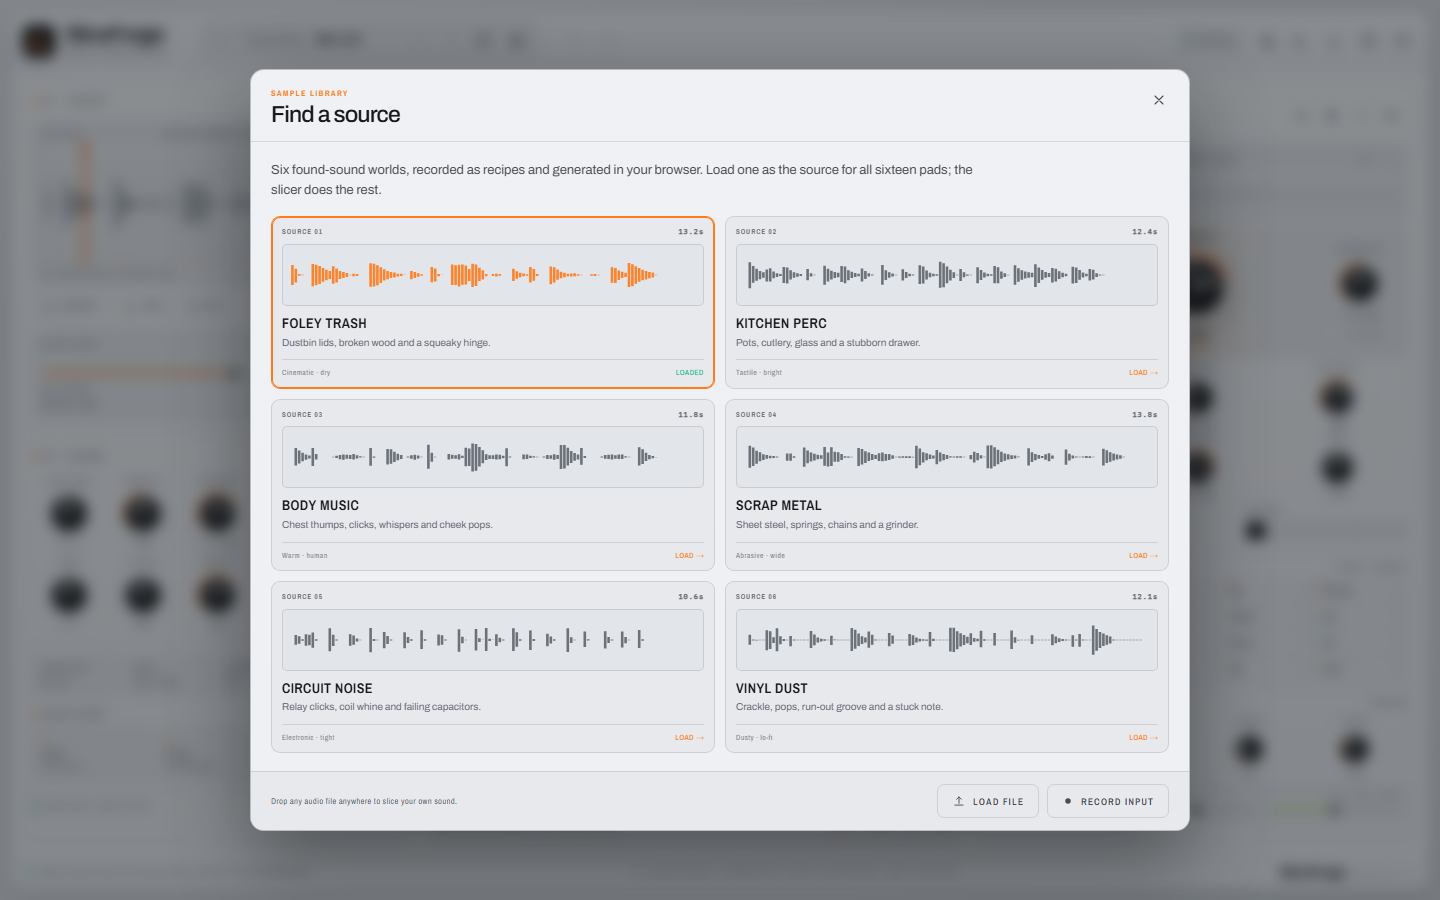 SAMPLE LIBRARY
Find a source
Six found-sound worlds, recorded as recipes and generated in your browser. Load one as the source for all sixteen pads; the
slicer does the rest.
SOURCE 01
13.2s
FOLEY TRASH
Dustbin lids, broken wood and a squeaky hinge.
Cinematic · dry
LOADED
SOURCE 02
12.4s
KITCHEN PERC
Pots, cutlery, glass and a stubborn drawer.
Tactile · bright
LOAD →
SOURCE 03
11.8s
BODY MUSIC
Chest thumps, clicks, whispers and cheek pops.
Warm · human
LOAD →
SOURCE 04
13.8s
SCRAP METAL
Sheet steel, springs, chains and a grinder.
Abrasive · wide
LOAD →
SOURCE 05
10.6s
CIRCUIT NOISE
Relay clicks, coil whine and failing capacitors.
Electronic · tight
LOAD →
SOURCE 06
12.1s
VINYL DUST
Crackle, pops, run-out groove and a stuck note.
Dusty · lo-fi
LOAD →
Drop any audio file anywhere to slice your own sound.
LOAD FILE
RECORD INPUT